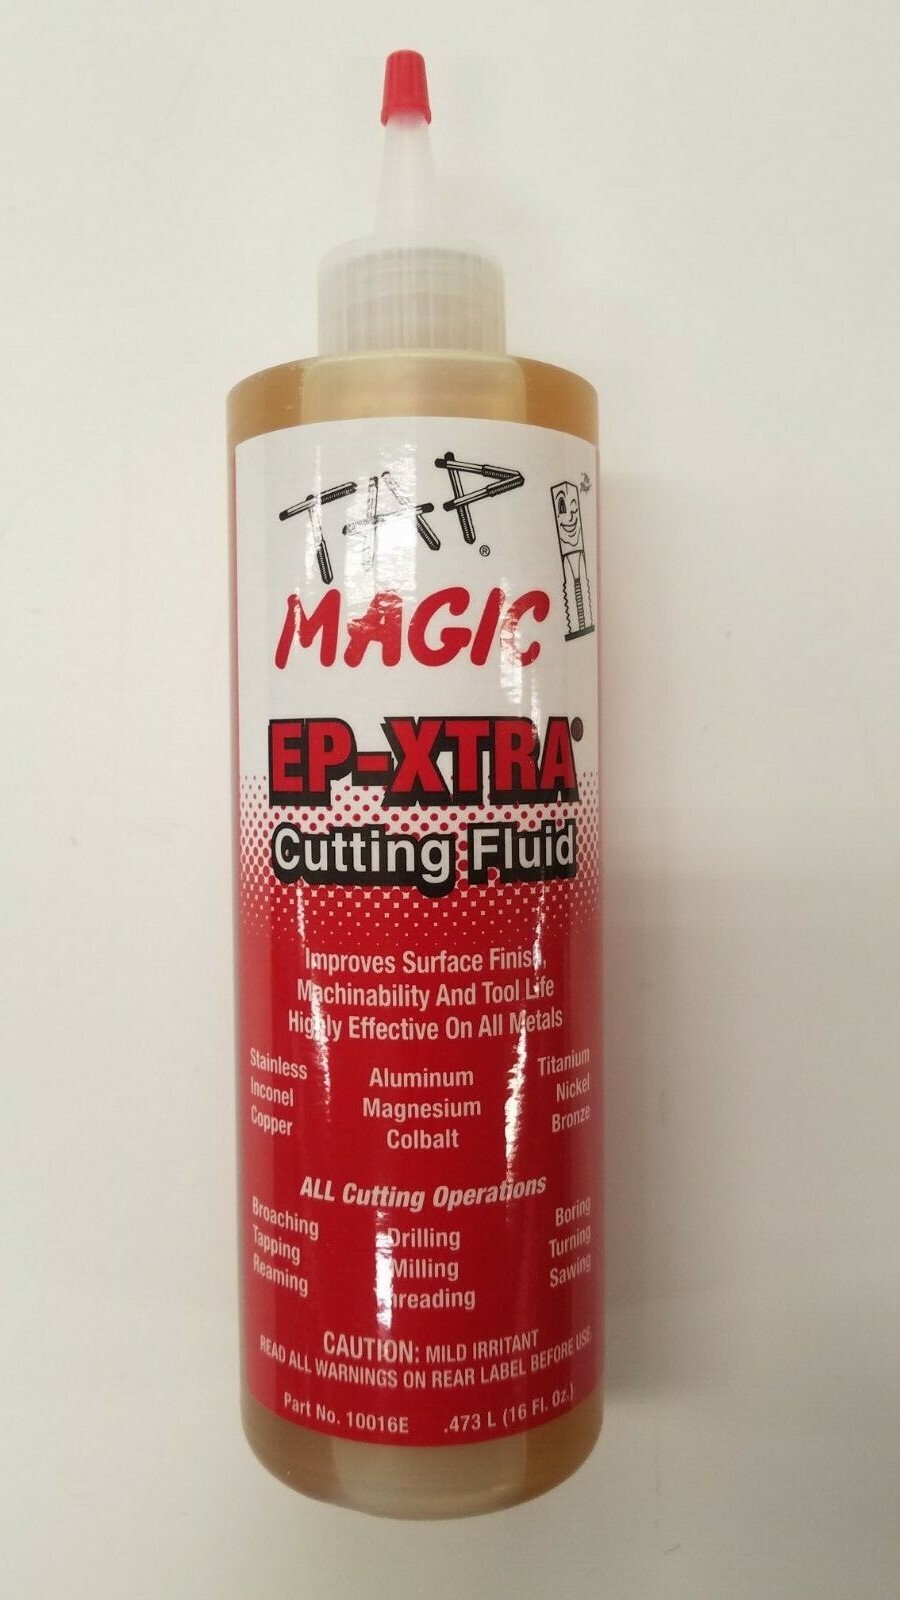 TAP®
MAGIC
EP-XTRA®
Cutting Fluid
Improves Surface Finish,
Machinability And Tool Life
Highly Effective On All Metals
Stainless Aluminum Titanium
Inconel Magnesium Nickel
Copper Colbalt Bronze
ALL Cutting Operations
Broaching Drilling Boring
Tapping Milling Turning
Reaming Threading Sawing
CAUTION: MILD IRRITANT
READ ALL WARNINGS ON REAR LABEL BEFORE USE
Part No. 10016E .473 L (16 Fl. Oz.)